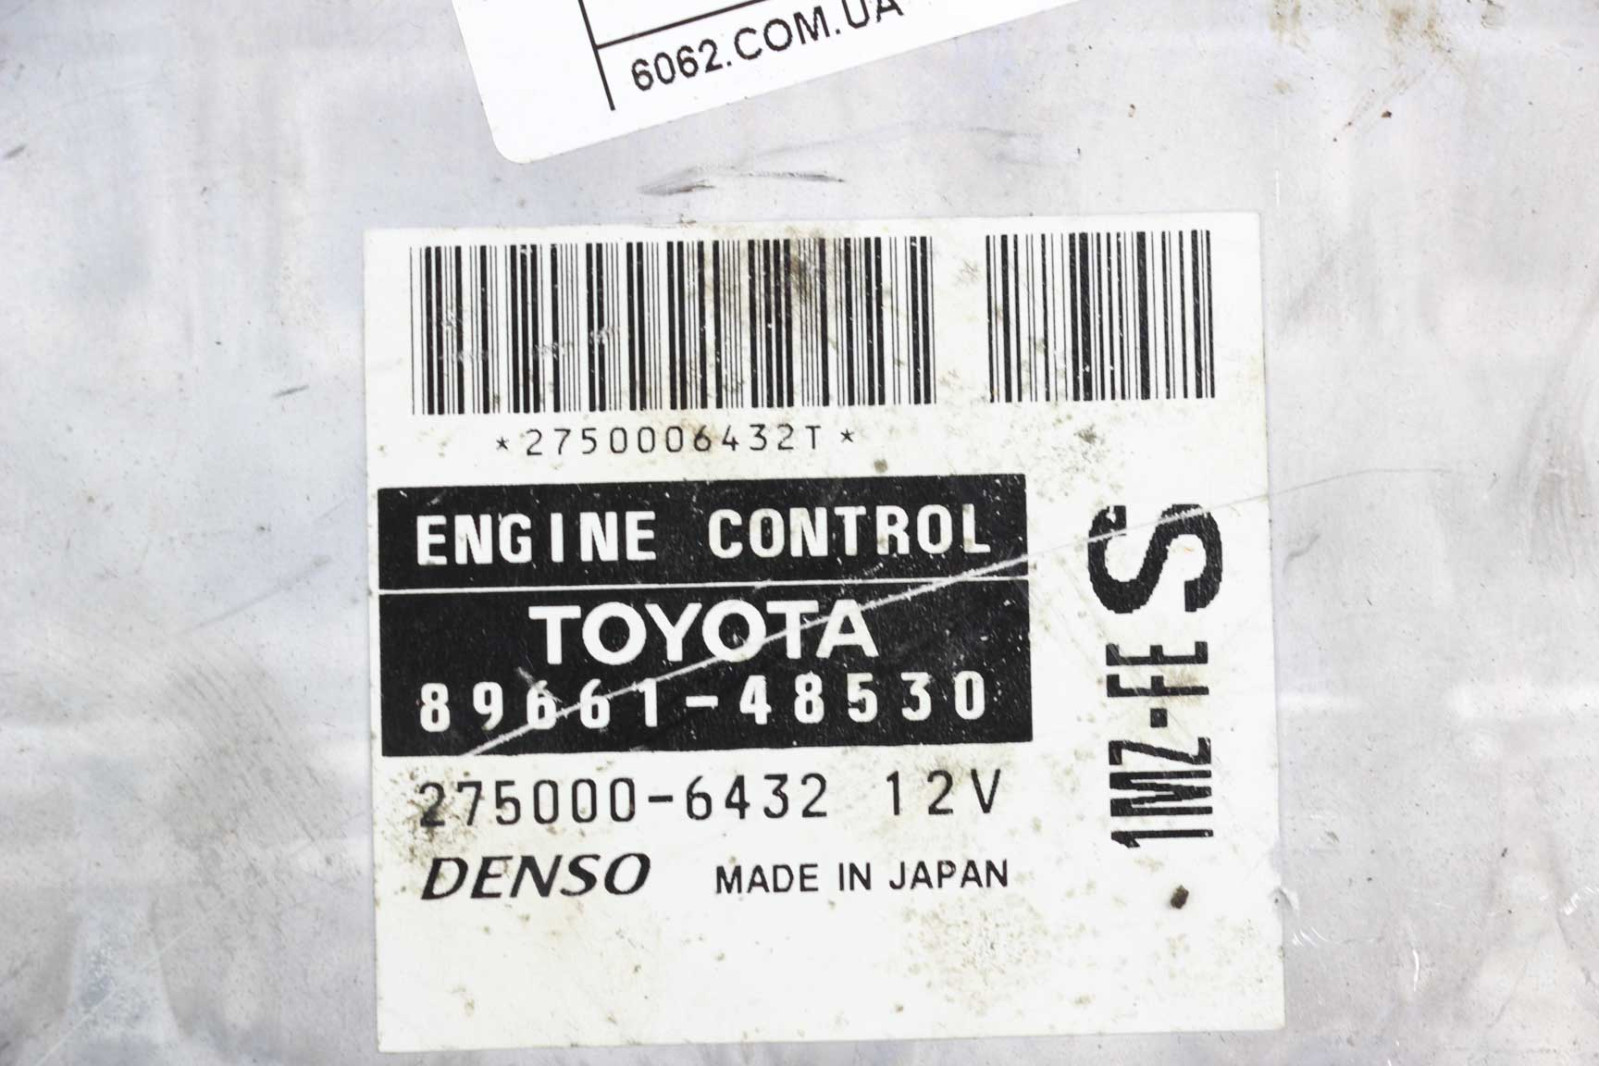 6062.COM.UA
*2750006432T*
ENGINE CONTROL
TOYOTA
89661-48530
275000-6432 12V
DENSO MADE IN JAPAN
1MZ-FE S